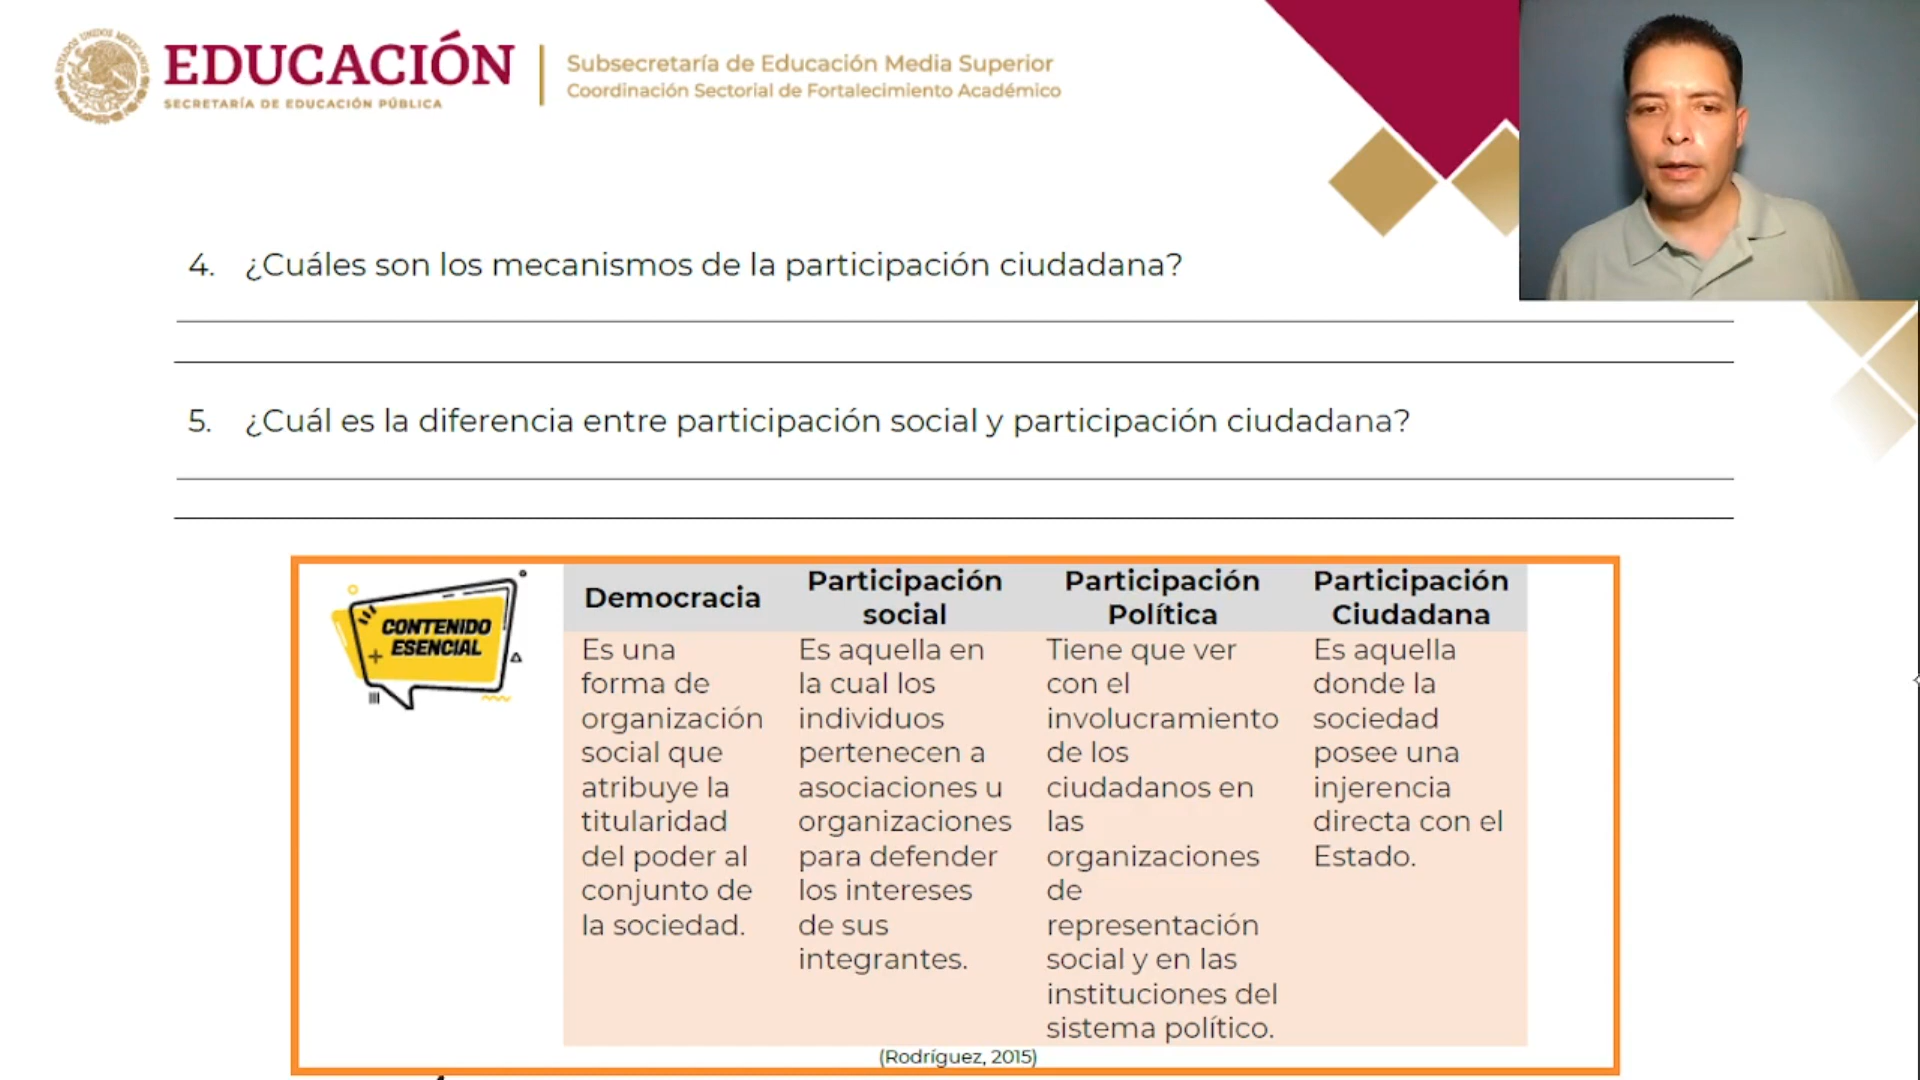 ESTADOS UNIDOS MEXICANOS
EDUCACIÓN
SECRETARÍA DE EDUCACIÓN PÚBLICA
Subsecretaría de Educación Media Superior
Coordinación Sectorial de Fortalecimiento Académico
4. ¿Cuáles son los mecanismos de la participación ciudadana?
5. ¿Cuál es la diferencia entre participación social y participación ciudadana?
CONTENIDO
ESENCIAL
Democracia
Es una
forma de
organización
social que
atribuye la
titularidad
del poder al
conjunto de
la sociedad.
Participación
social
Es aquella en
la cual los
individuos
pertenecen a
asociaciones u
organizaciones
para defender
los intereses
de sus
integrantes.
Participación
Política
Tiene que ver
con el
involucramiento
de los
ciudadanos en
las
organizaciones
de
representación
social y en las
instituciones del
sistema político.
Participación
Ciudadana
Es aquella
donde la
sociedad
posee una
injerencia
directa con el
Estado.
(Rodríguez, 2015)